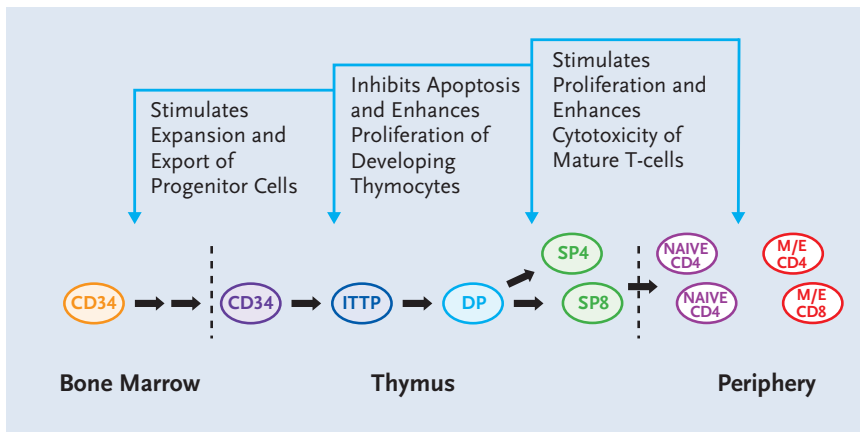 Stimulates
Expansion and
Export of
Progenitor Cells
Inhibits Apoptosis
and Enhances
Proliferation of
Developing
Thymocytes
Stimulates
Proliferation and
Enhances
Cytotoxicity of
Mature T-cells
CD34
CD34
ITTP
DP
SP4
SP8
NAIVE
CD4
M/E
CD4
NAIVE
CD4
M/E
CD8
Bone Marrow
Thymus
Periphery